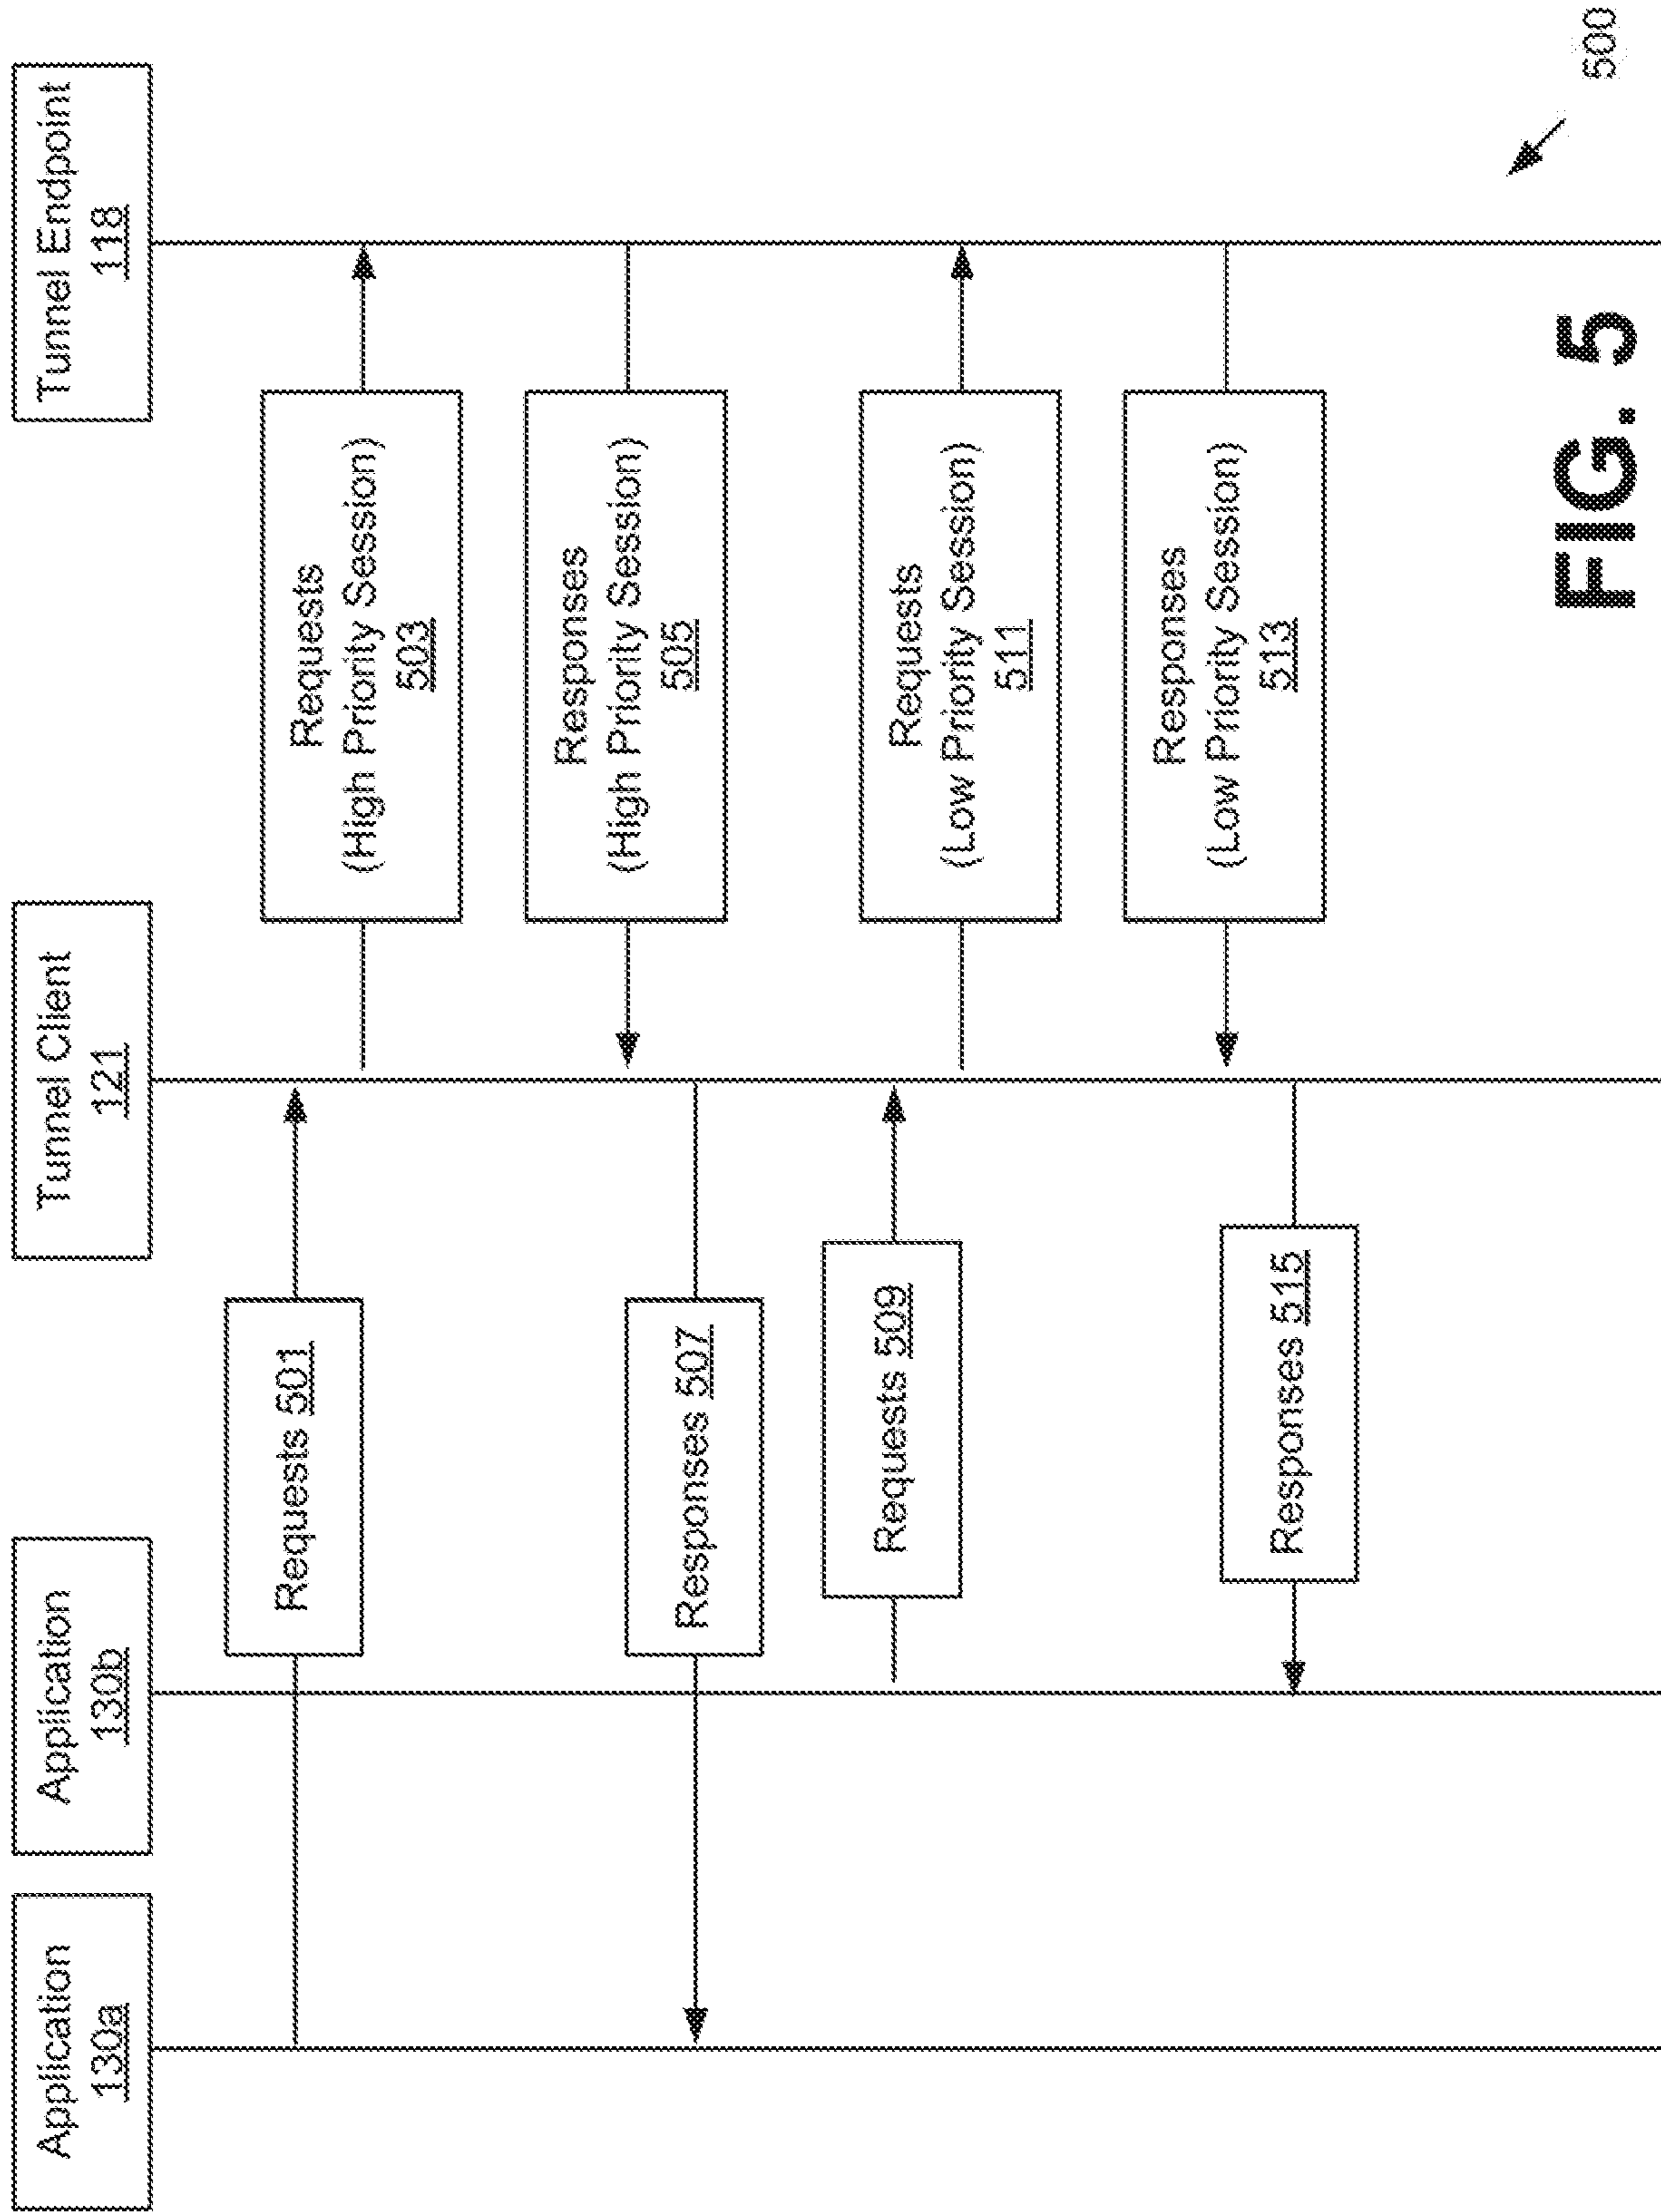 Application
130a
Application
130b
Tunnel Client
121
Tunnel Endpoint
118
Requests 501
Requests
(High Priority Session)
503
Responses
(High Priority Session)
505
Responses 507
Requests 509
Requests
(Low Priority Session)
511
Responses
(Low Priority Session)
513
Responses 515
500
FIG. 5